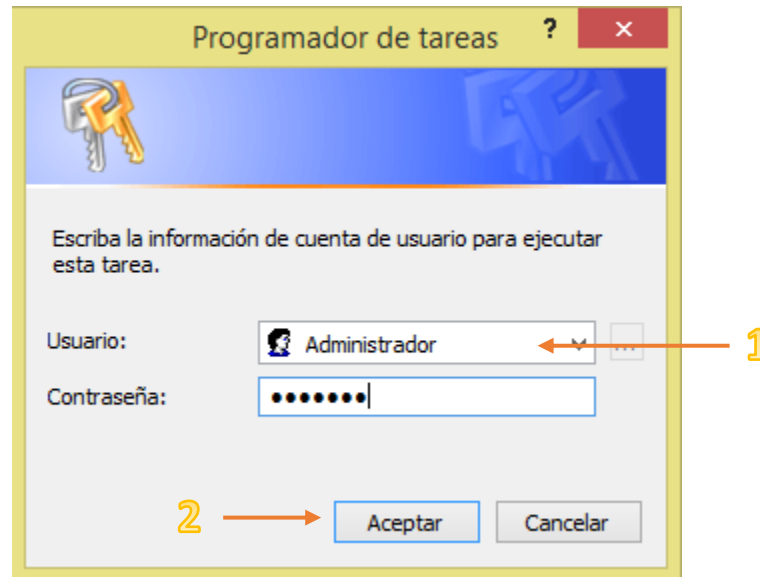 Programador de tareas ? ×
Escriba la información de cuenta de usuario para ejecutar
esta tarea.
Usuario: Administrador ... 1
Contraseña: •••••••
2 Aceptar Cancelar